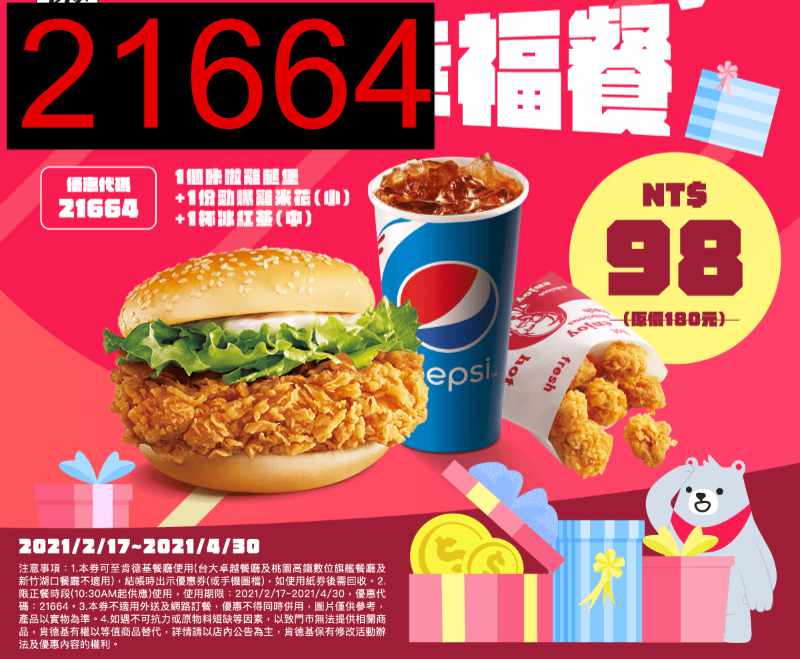 21664
福餐
優惠代碼
21664
1個咔啦雞腿堡
+1份勁爆雞米花(小)
+1杯冰紅茶(中)
NT$
98
(原價180元)
enjoy
fresh
hot
pepsi
2021/2/17~2021/4/30
注意事項：1.本券可至肯德基餐廳使用(台大卓越餐廳及桃園高鐵數位旗艦餐廳及
新竹湖口餐廳不適用)，結帳時出示優惠券(或手機圖檔)，如使用紙券後需回收。2.
限正餐時段(10:30AM起供應)使用，使用期限：2021/2/17~2021/4/30，優惠代
碼：21664。3.本券不適用外送及網路訂餐，優惠不得同時併用，圖片僅供參考，
產品以實物為準。4.如遇不可抗力或原物料短缺等因素，以致門市無法提供相關商
品，肯德基有權以等值商品替代，詳情請以店內公告為主，肯德基保有修改活動辦
法及優惠內容的權利。